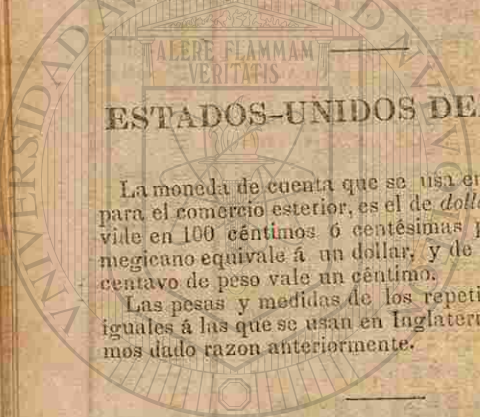 ALERE FLAMMAM
VERITATIS
ESTADOS-UNIDOS DE
La moneda de cuenta que se usa en
para el comercio esterior, es el de doll
vide en 100 céntimos ó centésimas p
megicano equivale á un dollar, y de
centavo de peso vale un céntimo.
Las pesas y medidas de los repeti
iguales á las que se usan en Inglater
mos dado razon anteriormente.